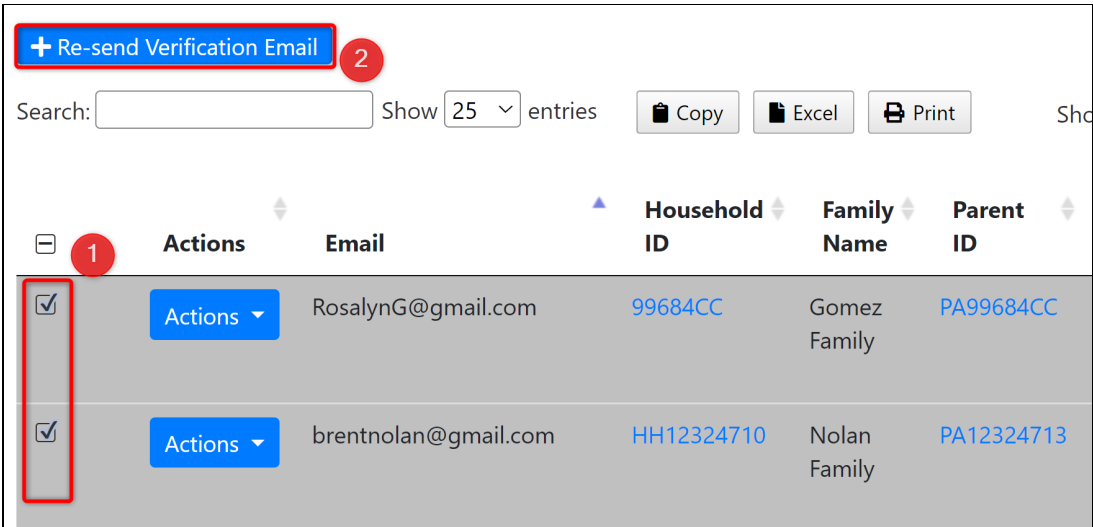 + Re-send Verification Email
2
Search: Show 25 entries Copy Excel Print Sho
Household Family Parent
1 Actions Email ID Name ID
Actions RosalynG@gmail.com 99684CC Gomez PA99684CC
Family
Actions brentnolan@gmail.com HH12324710 Nolan PA12324713
Family